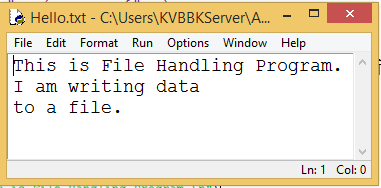 Hello.txt - C:\Users\KVBBKServer\A...
File Edit Format Run Options Window Help
This is File Handling Program.
I am writing data
to a file.
Ln: 1 Col: 0